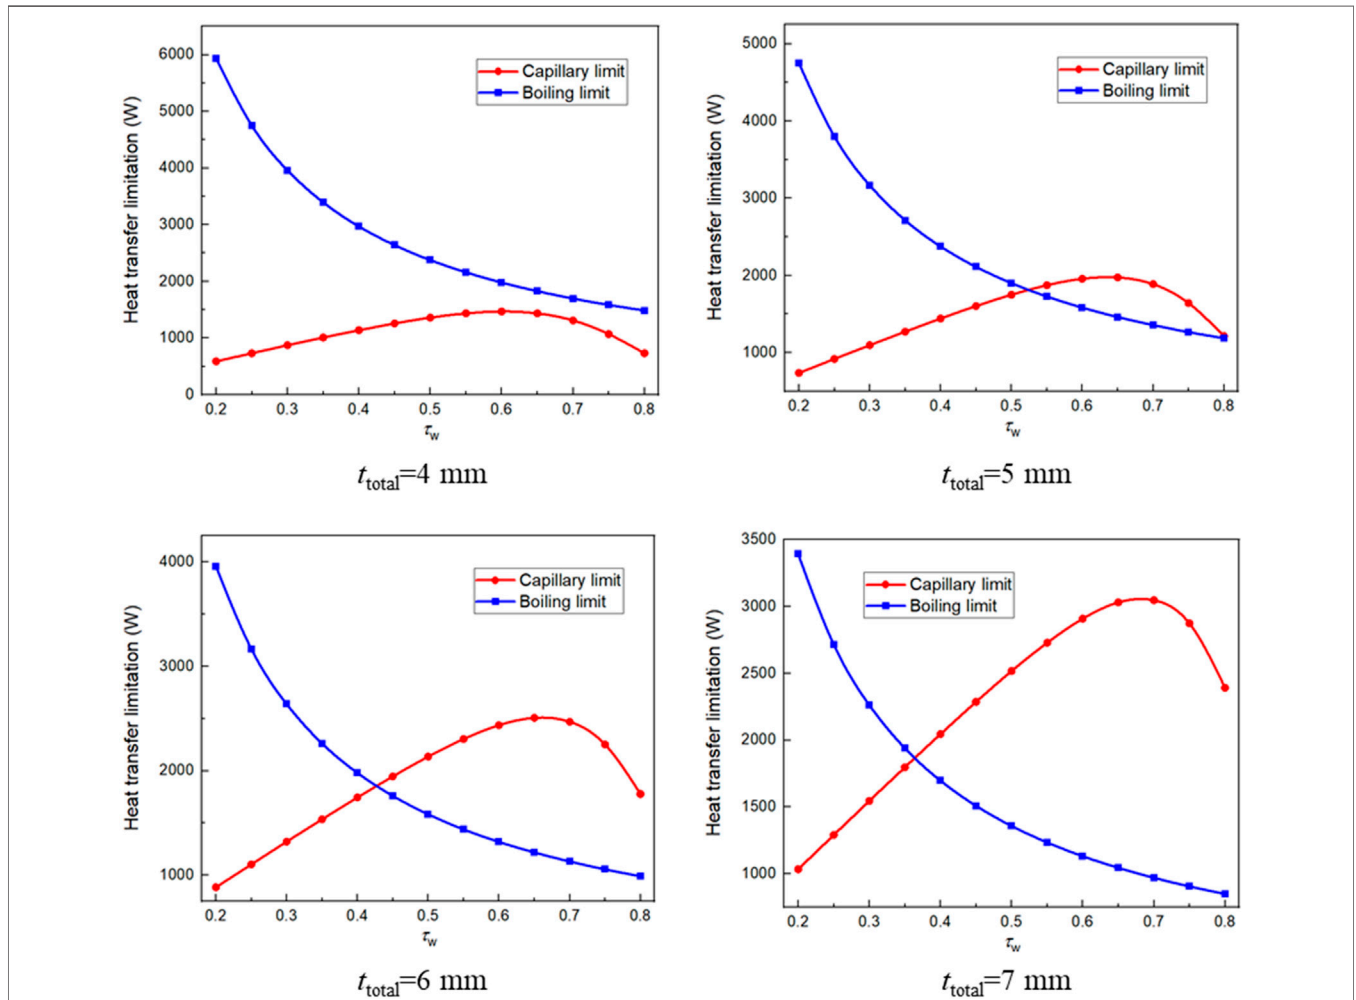 Heat transfer limitation (W)
6000
5000
4000
3000
2000
1000
0
Capillary limit
Boiling limit
0.2 0.3 0.4 0.5 0.6 0.7 0.8
τw
ttotal=4 mm
Heat transfer limitation (W)
5000
4000
3000
2000
1000
Capillary limit
Boiling limit
0.2 0.3 0.4 0.5 0.6 0.7 0.8
τw
ttotal=5 mm
Heat transfer limitation (W)
4000
3000
2000
1000
Capillary limit
Boiling limit
0.2 0.3 0.4 0.5 0.6 0.7 0.8
τw
ttotal=6 mm
Heat transfer limitation (W)
3500
3000
2500
2000
1500
1000
Capillary limit
Boiling limit
0.2 0.3 0.4 0.5 0.6 0.7 0.8
τw
ttotal=7 mm